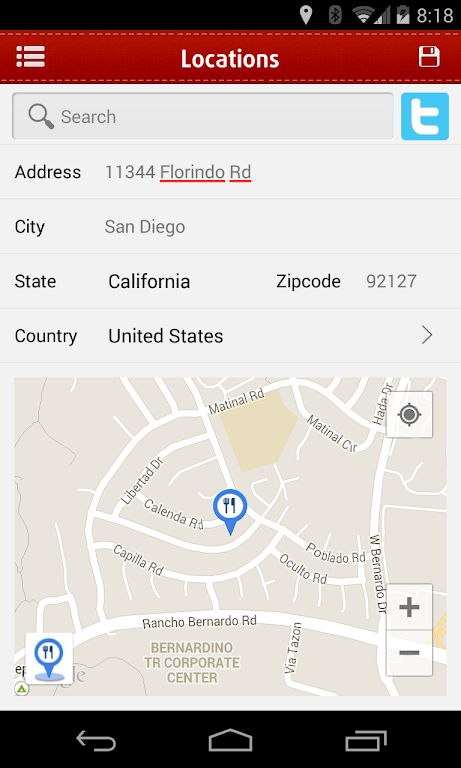 8:18
Locations
Search
Address 11344 Florindo Rd
City San Diego
State California Zipcode 92127
Country United States
Matinal Rd
Hada Dr
Matinal Cir
Libertad Dr
Calenda Rd
Poblado Rd
Capilla Rd
Oculto Rd
W Bernardo Dr
Rancho Bernardo Rd
BERNARDINO
TR CORPORATE
CENTER
Via Tazon